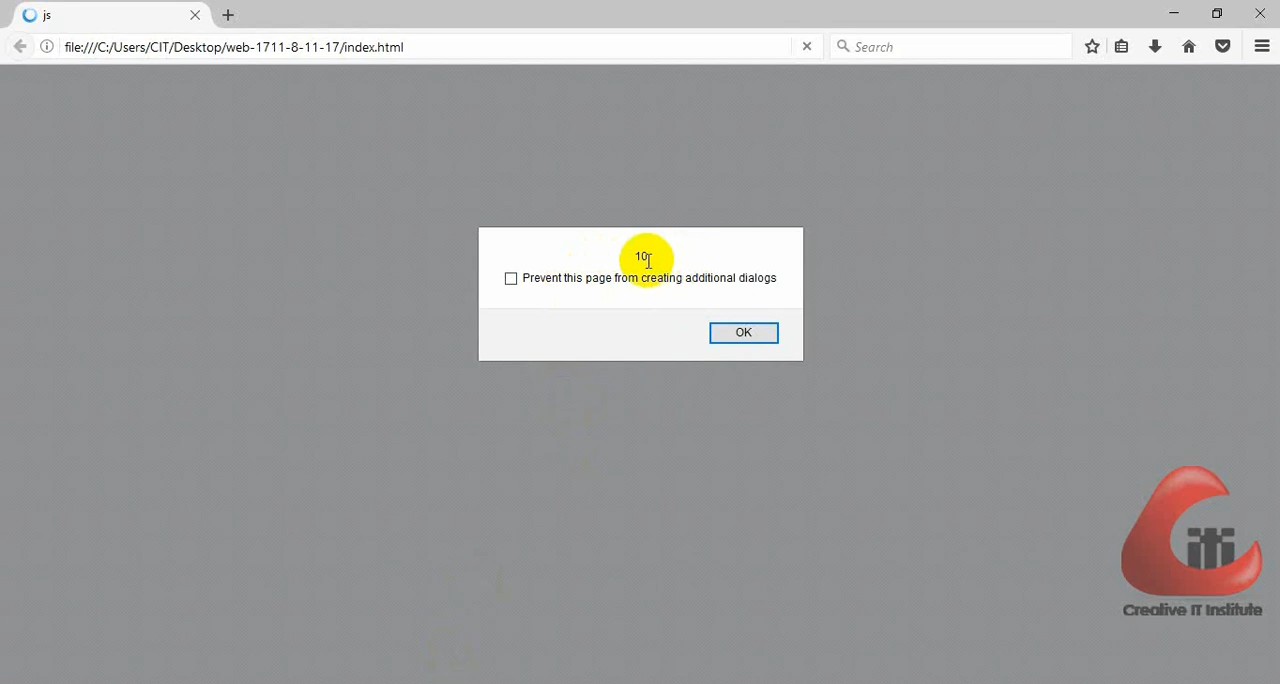 js
file:///C:/Users/CIT/Desktop/web-1711-8-11-17/index.html
Search
10
Prevent this page from creating additional dialogs
OK
Creative IT Institute